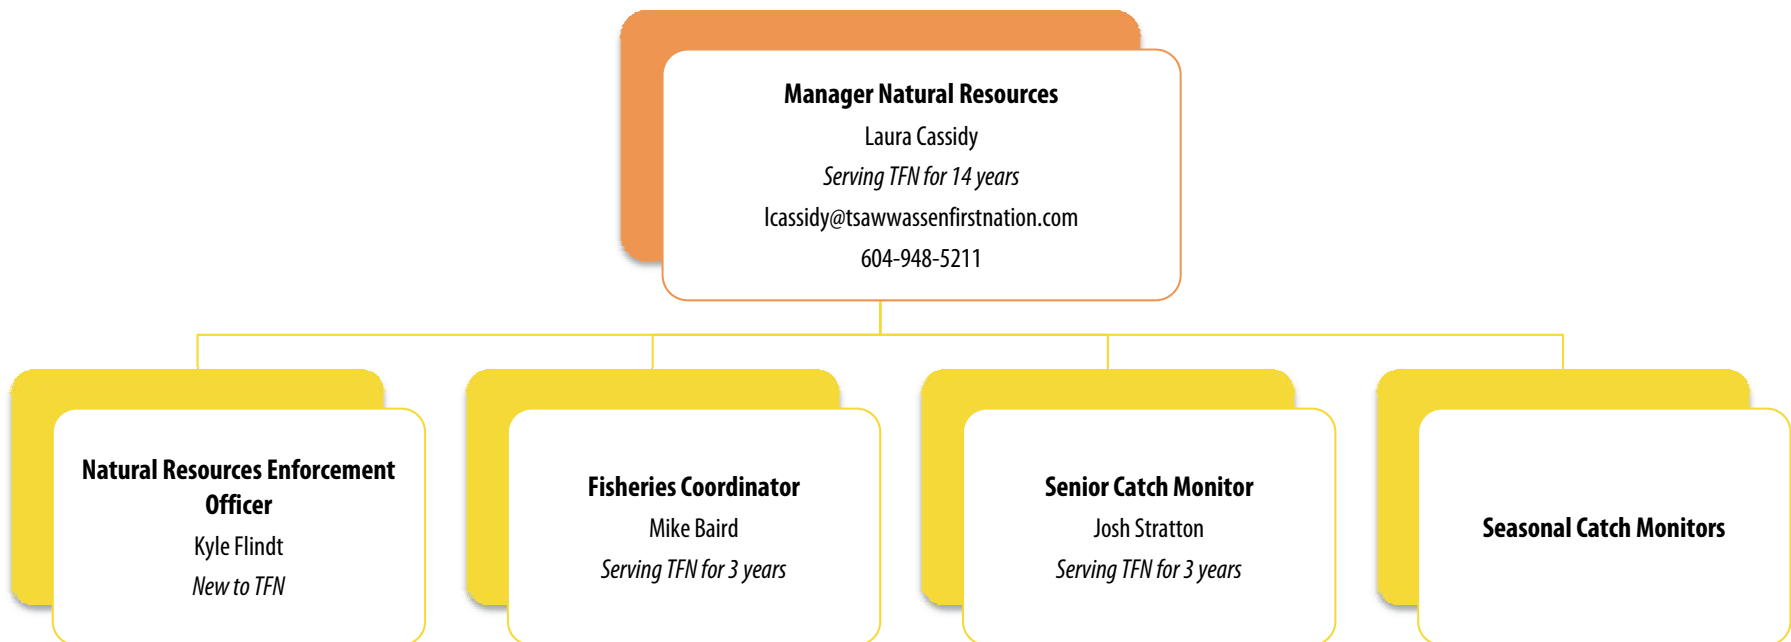 Manager Natural Resources
Laura Cassidy
Serving TFN for 14 years
lcassidy@tsawwassenfirstnation.com
604-948-5211
Natural Resources Enforcement
Officer
Kyle Flindt
New to TFN
Fisheries Coordinator
Mike Baird
Serving TFN for 3 years
Senior Catch Monitor
Josh Stratton
Serving TFN for 3 years
Seasonal Catch Monitors